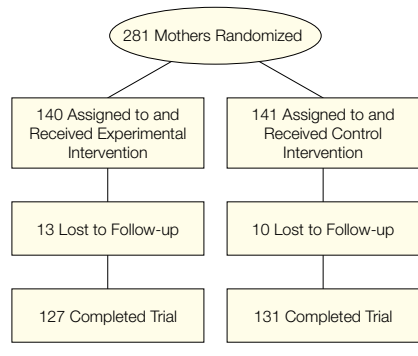 281 Mothers Randomized
140 Assigned to and
Received Experimental
Intervention
141 Assigned to and
Received Control
Intervention
13 Lost to Follow-up
10 Lost to Follow-up
127 Completed Trial
131 Completed Trial